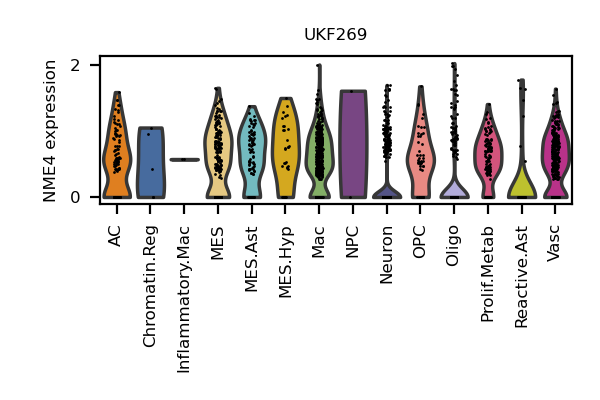 UKF269
NME4 expression
2
0
AC
Chromatin.Reg
Inflammatory.Mac
MES
MES.Ast
MES.Hyp
Mac
NPC
Neuron
OPC
Oligo
Prolif.Metab
Reactive.Ast
Vasc